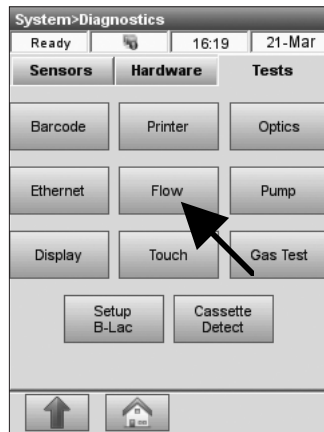 System>Diagnostics
Ready 16:19 21-Mar
Sensors Hardware Tests
Barcode Printer Optics
Ethernet Flow Pump
Display Touch Gas Test
Setup B-Lac
Cassette Detect